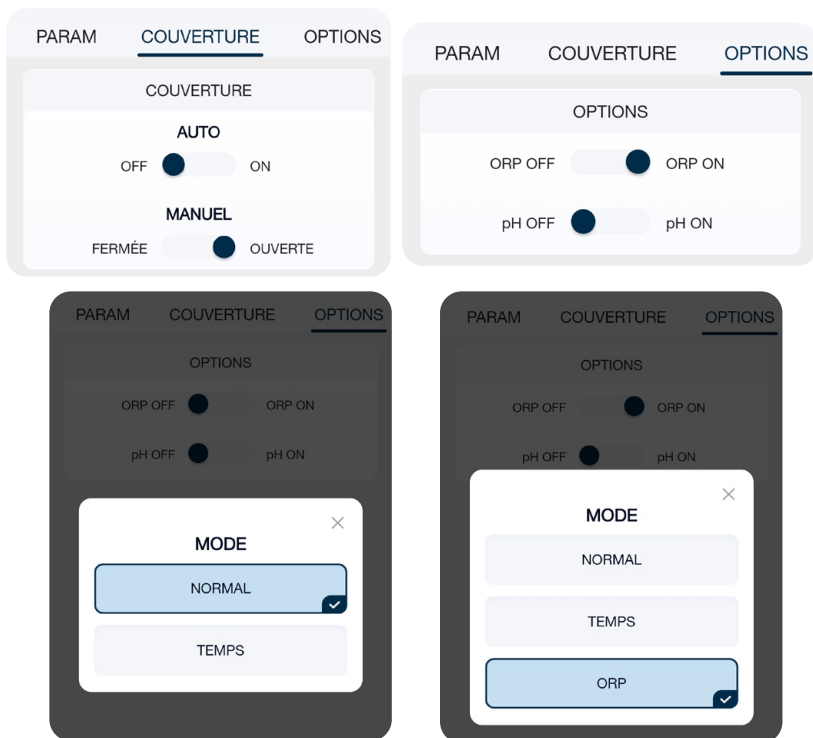 PARAM COUVERTURE OPTIONS
COUVERTURE
AUTO
OFF ON
MANUEL
FERMÉE OUVERTE
PARAM COUVERTURE OPTIONS
OPTIONS
ORP OFF ORP ON
pH OFF pH ON
PARAM COUVERTURE OPTIONS
OPTIONS
ORP OFF ORP ON
pH OFF pH ON
MODE
NORMAL
TEMPS
PARAM COUVERTURE OPTIONS
OPTIONS
ORP OFF ORP ON
pH OFF pH ON
MODE
NORMAL
TEMPS
ORP